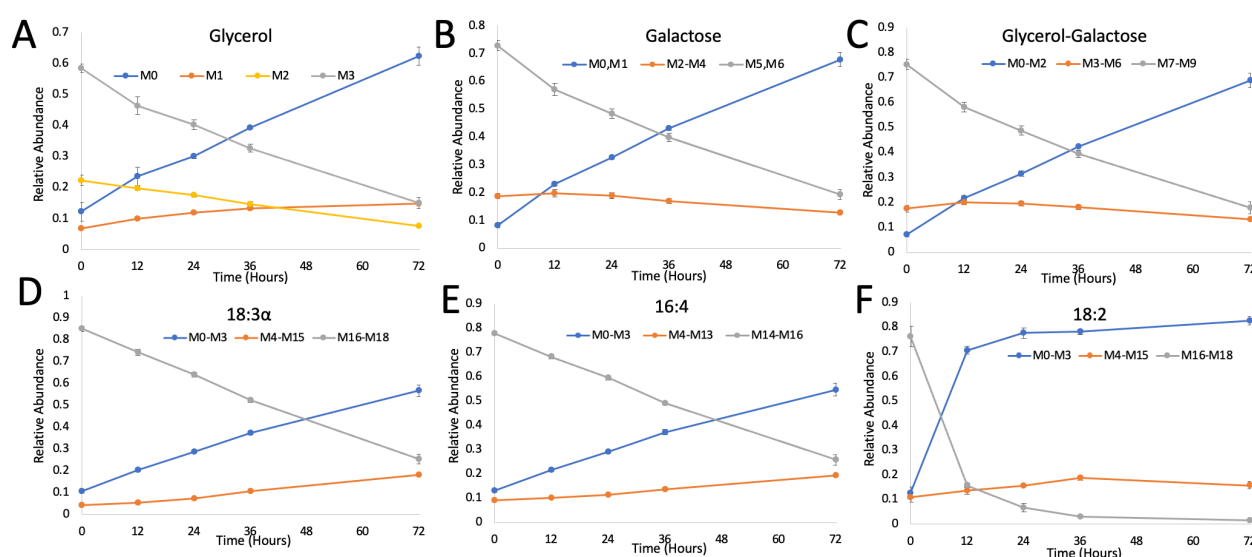 A
Glycerol
M0 M1 M2 M3
Relative Abundance
0.7
0.6
0.5
0.4
0.3
0.2
0.1
0
0 12 24 36 48 60 72
Time (Hours)
B
Galactose
M0,M1 M2-M4 M5,M6
Relative Abundance
0.8
0.7
0.6
0.5
0.4
0.3
0.2
0.1
0
0 12 24 36 48 60 72
Time (Hours)
C
Glycerol-Galactose
M0-M2 M3-M6 M7-M9
Relative Abundance
0.9
0.8
0.7
0.6
0.5
0.4
0.3
0.2
0.1
0
0 12 24 36 48 60 72
Time (Hours)
D
18:3α
M0-M3 M4-M15 M16-M18
Relative Abundance
1
0.9
0.8
0.7
0.6
0.5
0.4
0.3
0.2
0.1
0
0 12 24 36 48 60 72
Time (Hours)
E
16:4
M0-M3 M4-M13 M14-M16
Relative Abundance
0.9
0.8
0.7
0.6
0.5
0.4
0.3
0.2
0.1
0
0 12 24 36 48 60 72
Time (Hours)
F
18:2
M0-M3 M4-M15 M16-M18
Relative Abundance
0.9
0.8
0.7
0.6
0.5
0.4
0.3
0.2
0.1
0
0 12 24 36 48 60 72
Time (Hours)